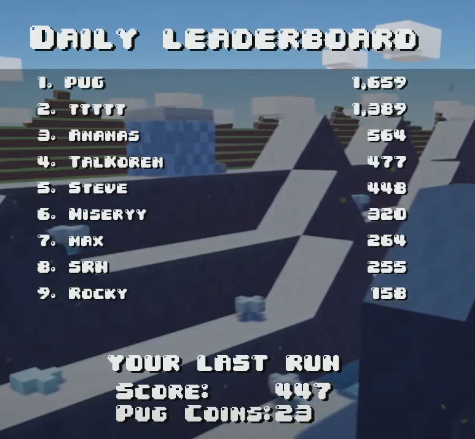 Daily leaderboard
1. Pug 1,659
2. TTTTT 1,389
3. Ananas 564
4. Talkoren 477
5. Steve 448
6. Miseryy 320
7. max 264
8. SRN 255
9. Rocky 158
YOUR LAST RUN
Score: 447
Pug Coins: 23